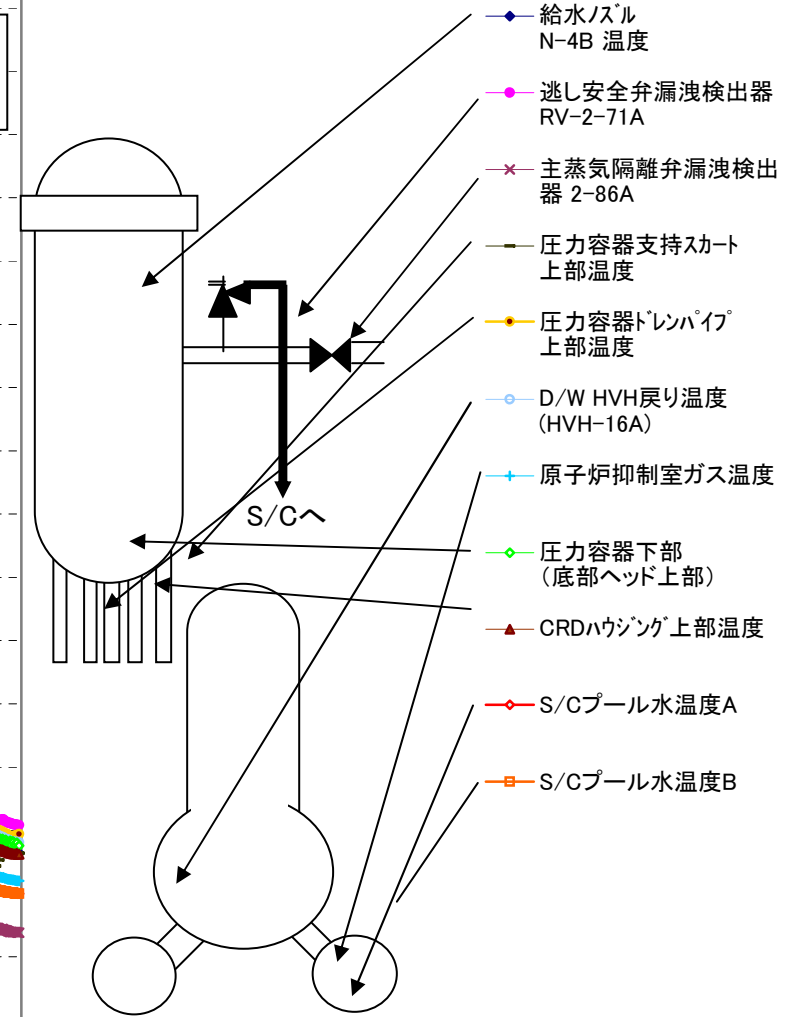 給水ノズル
N-4B 温度
逃し安全弁漏洩検出器
RV-2-71A
主蒸気隔離弁漏洩検出
器 2-86A
圧力容器支持スカート
上部温度
圧力容器ドレンパイプ
上部温度
D/W HVH戻り温度
(HVH-16A)
原子炉抑制室ガス温度
S/Cへ
圧力容器下部
(底部ヘッド上部)
CRDハウジング上部温度
S/Cプール水温度A
S/Cプール水温度B